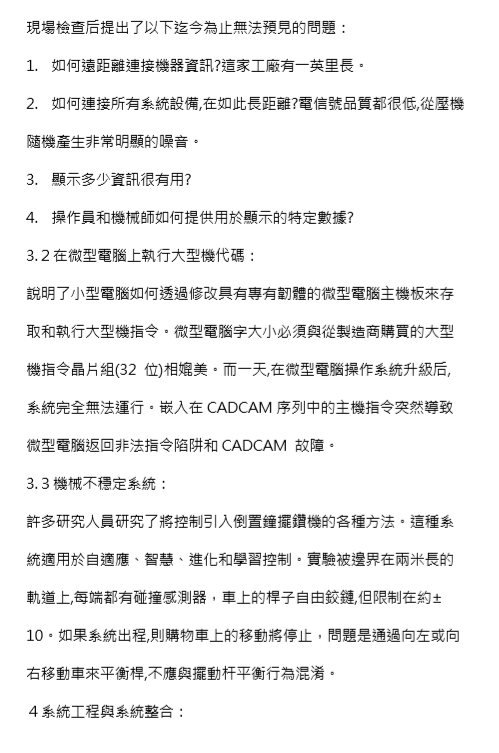 現場檢查后提出了以下迄今為止無法預見的問題：
1. 如何遠距離連接機器資訊?這家工廠有一英里長。
2. 如何連接所有系統設備,在如此長距離?電信號品質都很低,從壓機
隨機產生非常明顯的噪音。
3. 顯示多少資訊很有用?
4. 操作員和機械師如何提供用於顯示的特定數據?
3.２在微型電腦上執行大型機代碼：
說明了小型電腦如何透過修改具有專有韌體的微型電腦主機板來存
取和執行大型機指令。微型電腦字大小必須與從製造商購買的大型
機指令晶片組(32 位)相媲美。而一天,在微型電腦操作系統升級后,
系統完全無法運行。嵌入在 CADCAM 序列中的主機指令突然導致
微型電腦返回非法指令陷阱和 CADCAM 故障。
3.３機械不穩定系統：
許多研究人員研究了將控制引入倒置鐘擺鑽機的各種方法。這種系
統適用於自適應、智慧、進化和學習控制。實驗被邊界在兩米長的
軌道上,每端都有碰撞感測器，車上的桿子自由鉸鏈,但限制在約±
10。如果系統出程,則購物車上的移動將停止，問題是通過向左或向
右移動車來平衡桿,不應與擺動杆平衡行為混淆。
４系統工程與系統整合：